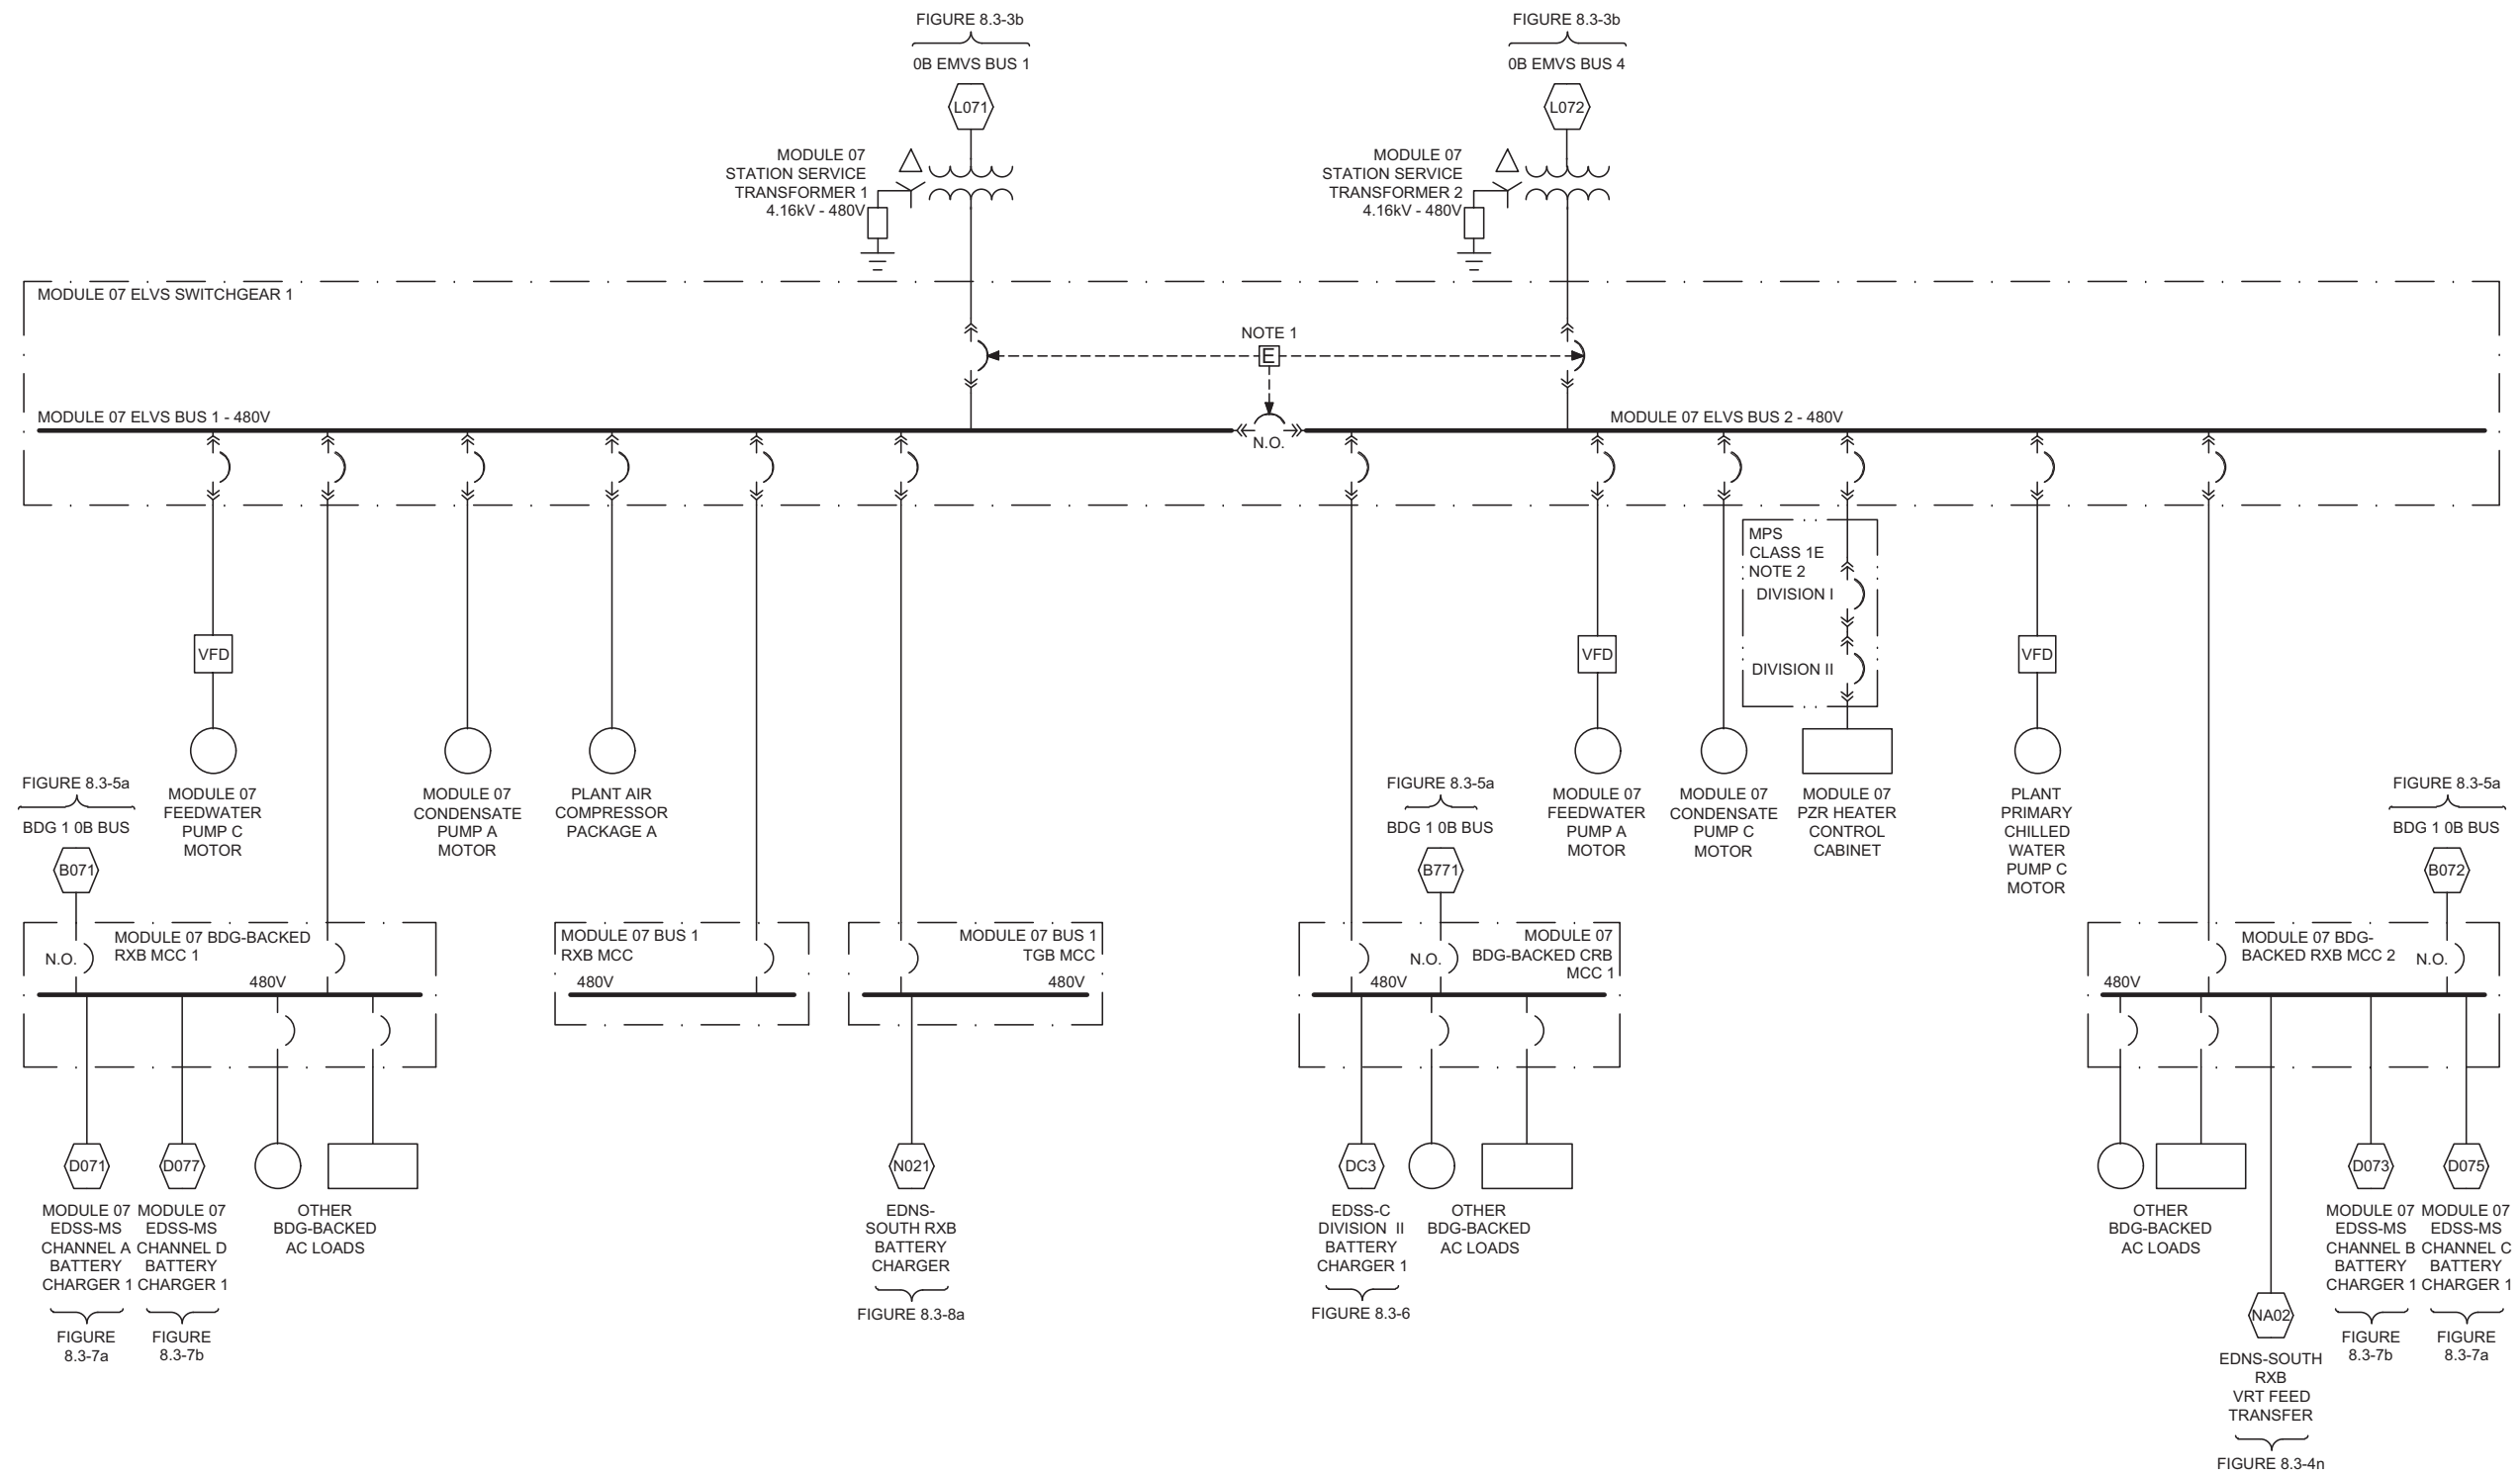 FIGURE 8.3-3b
0B EMVS BUS 1
L071
MODULE 07
STATION SERVICE
TRANSFORMER 1
4.16kV - 480V
FIGURE 8.3-3b
0B EMVS BUS 4
L072
MODULE 07
STATION SERVICE
TRANSFORMER 2
4.16kV - 480V
MODULE 07 ELVS SWITCHGEAR 1
NOTE 1
E
MODULE 07 ELVS BUS 1 - 480V
N.O.
MODULE 07 ELVS BUS 2 - 480V
MPS
CLASS 1E
NOTE 2
DIVISION I
DIVISION II
VFD
VFD
VFD
MODULE 07
FEEDWATER
PUMP C
MOTOR
MODULE 07
CONDENSATE
PUMP A
MOTOR
PLANT AIR
COMPRESSOR
PACKAGE A
MODULE 07
FEEDWATER
PUMP A
MOTOR
MODULE 07
CONDENSATE
PUMP C
MOTOR
MODULE 07
PZR HEATER
CONTROL
CABINET
PLANT
PRIMARY
CHILLED
WATER
PUMP C
MOTOR
FIGURE 8.3-5a
BDG 1 0B BUS
B071
FIGURE 8.3-5a
BDG 1 0B BUS
B771
FIGURE 8.3-5a
BDG 1 0B BUS
B072
N.O.
MODULE 07 BDG-BACKED
RXB MCC 1
480V
MODULE 07 BUS 1
RXB MCC
480V
MODULE 07 BUS 1
TGB MCC
480V
MODULE 07
BDG-BACKED CRB
MCC 1
N.O.
480V
MODULE 07 BDG-
BACKED RXB MCC 2
N.O.
480V
D071
MODULE 07
EDSS-MS
CHANNEL A
BATTERY
CHARGER 1
FIGURE
8.3-7a
D077
MODULE 07
EDSS-MS
CHANNEL D
BATTERY
CHARGER 1
FIGURE
8.3-7b
OTHER
BDG-BACKED
AC LOADS
N021
EDNS-
SOUTH RXB
BATTERY
CHARGER
FIGURE 8.3-8a
DC3
EDSS-C
DIVISION II
BATTERY
CHARGER 1
FIGURE 8.3-6
OTHER
BDG-BACKED
AC LOADS
OTHER
BDG-BACKED
AC LOADS
NA02
EDNS-SOUTH
RXB
VRT FEED
TRANSFER
FIGURE 8.3-4n
D073
MODULE 07
EDSS-MS
CHANNEL B
BATTERY
CHARGER 1
FIGURE
8.3-7b
D075
MODULE 07
EDSS-MS
CHANNEL C
BATTERY
CHARGER 1
FIGURE
8.3-7a